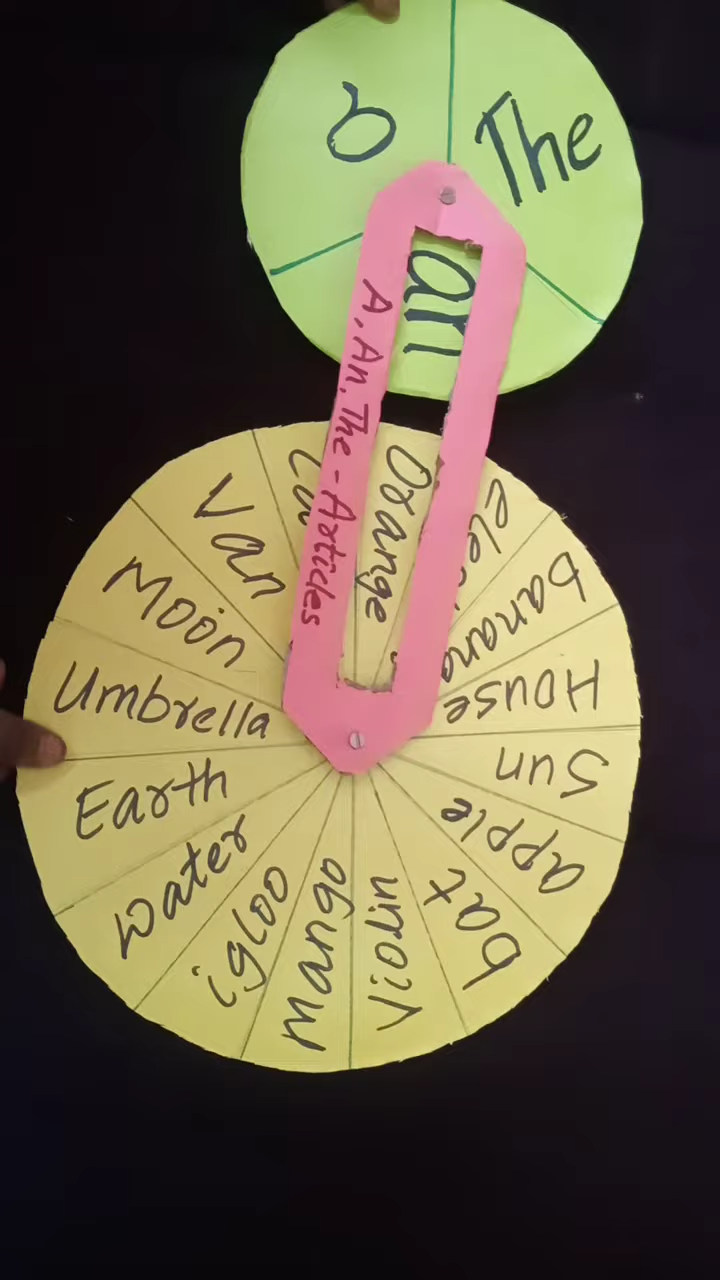 a
The
an
A, An, The - Articles
Orange
banana
House
Sun
apple
bat
Violin
mango
igloo
water
Earth
Umbrella
Moon
Van